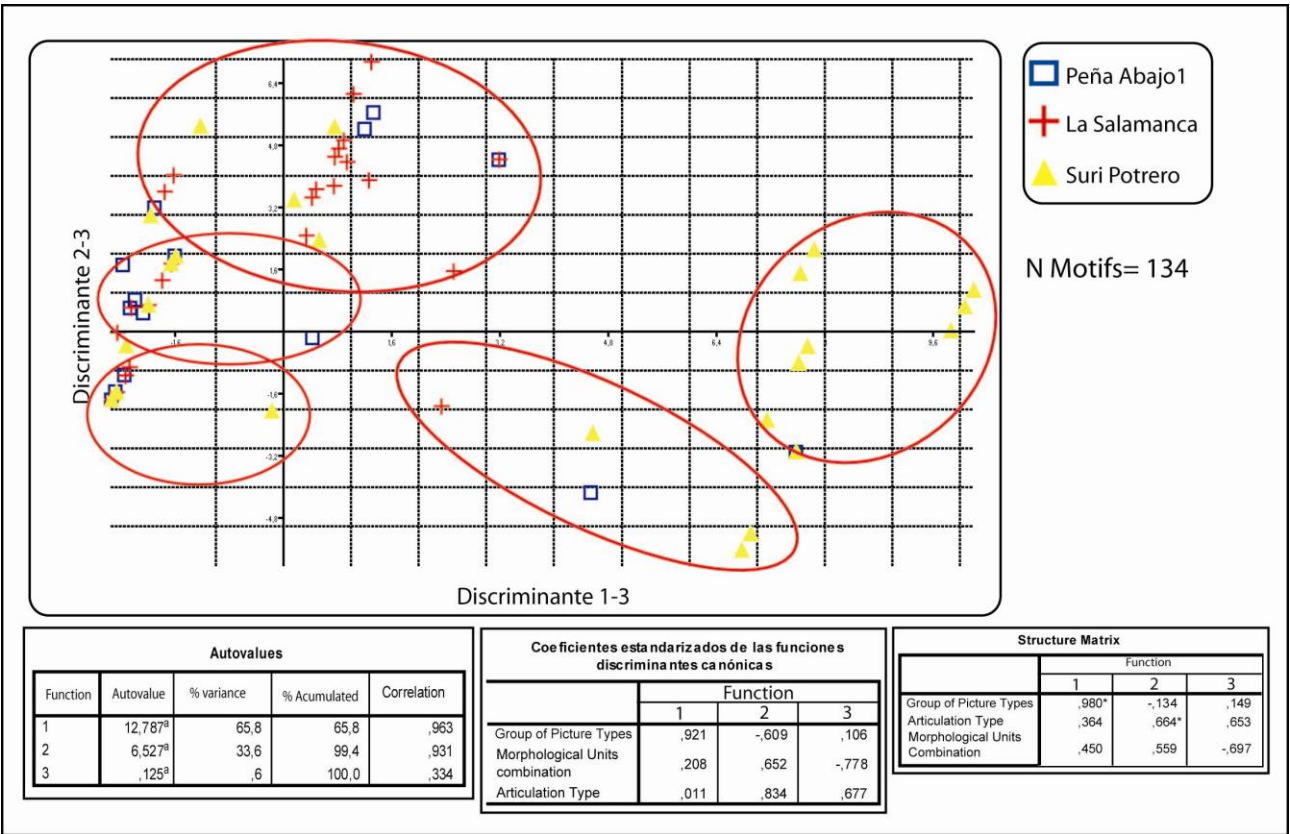 Peña Abajo1
La Salamanca
Suri Potrero
N Motifs= 134
Discriminante 2-3
6,4
4,8
3,2
1,6
-1,6
1,6
3,2
4,8
6,4
9,6
-1,6
-3,2
-4,8
Discriminante 1-3
Autovalues
Function Autovalue % variance % Acumulated Correlation
1 12,787a 65,8 65,8 ,963
2 6,527a 33,6 99,4 ,931
3 ,125a ,6 100,0 ,334
Coeficientes estandarizados de las funciones
discriminantes canónicas
Function
1 2 3
Group of Picture Types ,921 -,609 ,106
Morphological Units
combination ,208 ,652 -,778
Articulation Type ,011 ,834 ,677
Structure Matrix
Function
1 2 3
Group of Picture Types ,980* -,134 ,149
Articulation Type ,364 ,664* ,653
Morphological Units
Combination ,450 ,559 -,697